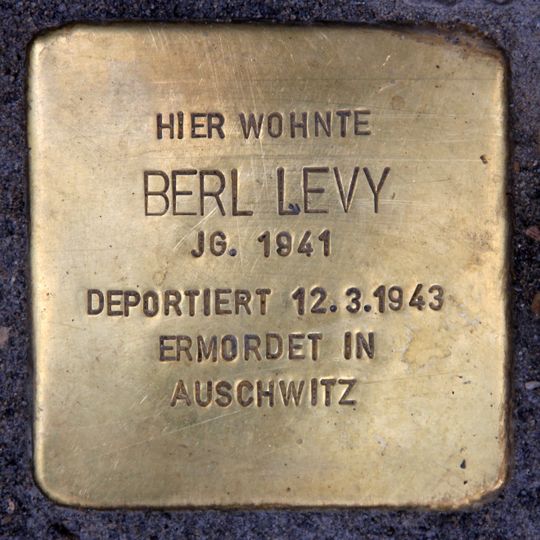 HIER WOHNTE
BERL LEVY
JG. 1941
DEPORTIERT 12.3.1943
ERMORDET IN
AUSCHWITZ